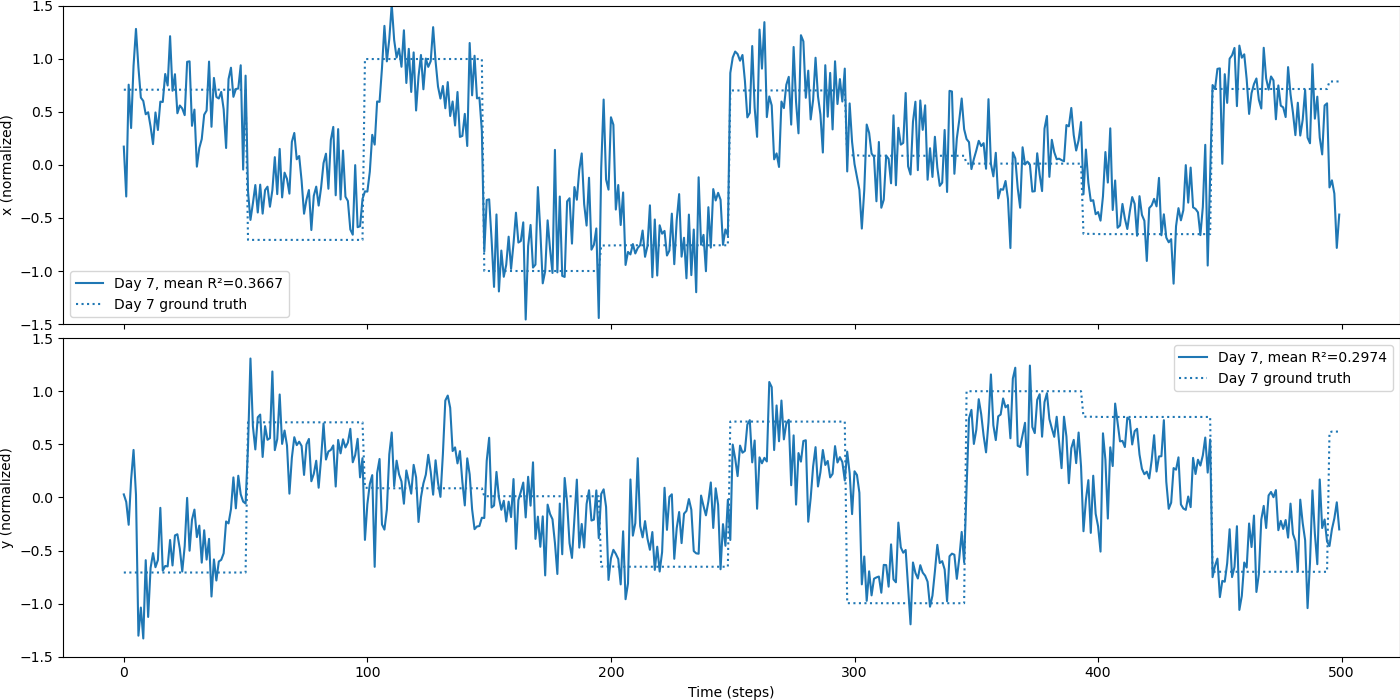 1.5
1.0
0.5
0.0
−0.5
−1.0
−1.5
x (normalized)
Day 7, mean R²=0.3667
Day 7 ground truth
1.5
1.0
0.5
0.0
−0.5
−1.0
−1.5
y (normalized)
Day 7, mean R²=0.2974
Day 7 ground truth
0 100 200 300 400 500
Time (steps)